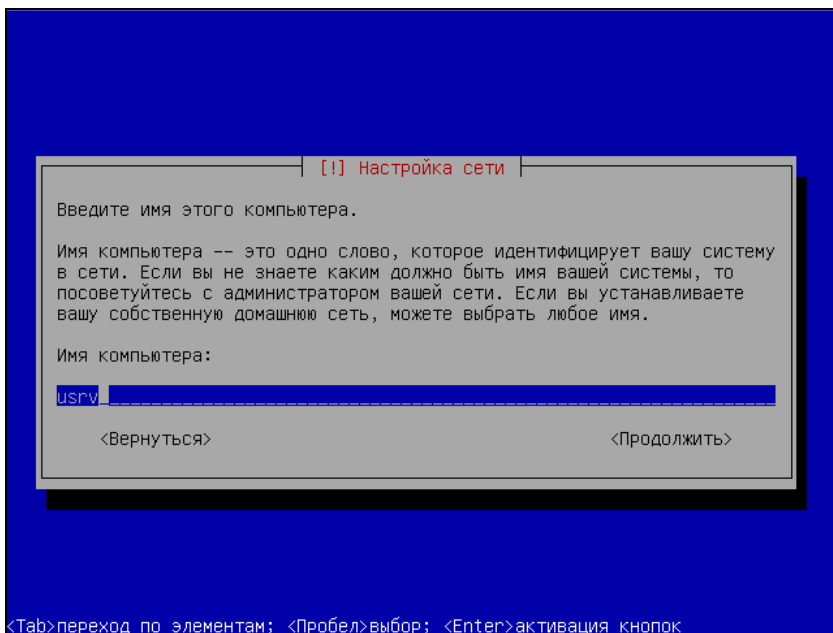 [!] Настройка сети
Введите имя этого компьютера.
Имя компьютера -- это одно слово, которое идентифицирует вашу систему
в сети. Если вы не знаете каким должно быть имя вашей системы, то
посоветуйтесь с администратором вашей сети. Если вы устанавливаете
вашу собственную домашнюю сеть, можете выбрать любое имя.
Имя компьютера:
usrv
<Вернуться> <Продолжить>
<Tab>переход по элементам; <Пробел>выбор; <Enter>активация кнопок